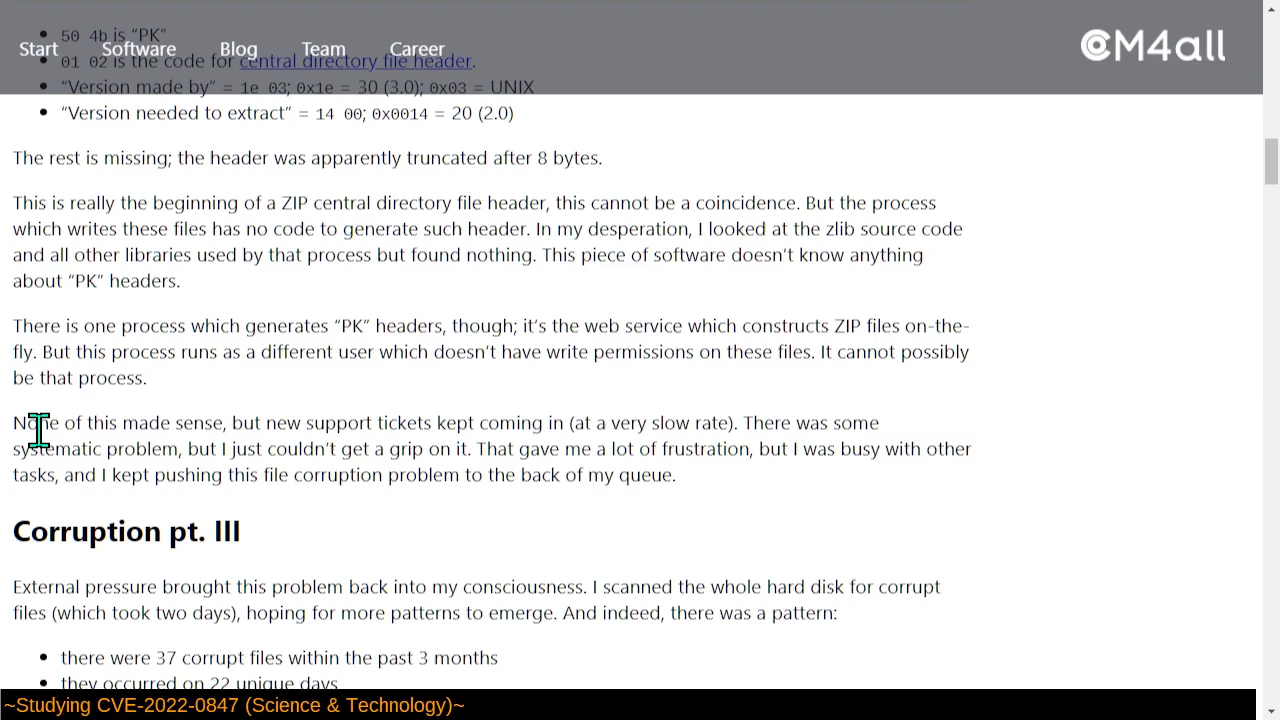 50 4b is “PK”
Start Software Blog Team Career
CM4all
01 02 is the code for central directory file header.
“Version made by” = 1e 03; 0x1e = 30 (3.0); 0x03 = UNIX
“Version needed to extract” = 14 00; 0x0014 = 20 (2.0)
The rest is missing; the header was apparently truncated after 8 bytes.
This is really the beginning of a ZIP central directory file header, this cannot be a coincidence. But the process
which writes these files has no code to generate such header. In my desperation, I looked at the zlib source code
and all other libraries used by that process but found nothing. This piece of software doesn’t know anything
about “PK” headers.
There is one process which generates “PK” headers, though; it’s the web service which constructs ZIP files on-the-
fly. But this process runs as a different user which doesn’t have write permissions on these files. It cannot possibly
be that process.
None of this made sense, but new support tickets kept coming in (at a very slow rate). There was some
systematic problem, but I just couldn’t get a grip on it. That gave me a lot of frustration, but I was busy with other
tasks, and I kept pushing this file corruption problem to the back of my queue.
Corruption pt. III
External pressure brought this problem back into my consciousness. I scanned the whole hard disk for corrupt
files (which took two days), hoping for more patterns to emerge. And indeed, there was a pattern:
there were 37 corrupt files within the past 3 months
they occurred on 22 unique days
~Studying CVE-2022-0847 (Science & Technology)~